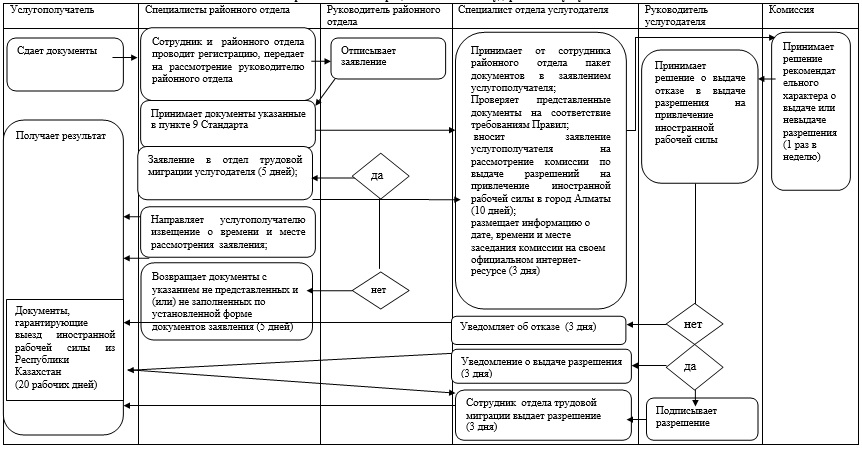 Услугополучатель
Специалисты районного отдела
Руководитель районного
отдела
Специалист отдела услугодателя
Руководитель
услугодателя
Комиссия
Сдает документы
Сотрудник и районного отдела
проводит регистрацию, передает
на рассмотрение руководителю
районного отдела
Отписывает
заявление
Принимает от сотрудника
районного отдела пакет
документов в заявлением
услугополучателя;
Проверяет представленные
документы на соответствие
требованиям Правил;
вносит заявление
услугополучателя на
рассмотрение комиссии по
выдаче разрешений на
привлечение иностранной
рабочей силы в город Алматы
(10 дней);
размещает информацию о
дате, времени и месте
заседания комиссии на своем
официальном интернет-
ресурсе (3 дня)
Принимает
решение о выдаче
отказе в выдаче
разрешения на
привлечение
иностранной
рабочей силы
Принимает
решение
рекомендат
ельного
характера о
выдаче или
невыдаче
разрешения
(1 раз в
неделю)
Принимает документы указанные
в пункте 9 Стандарта
Получает результат
Заявление в отдел трудовой
миграции услугодателя (5 дней);
да
Направляет услугополучателю
извещение о времени и месте
рассмотрения заявления;
Возвращает документы с
указанием не представленных и
(или) не заполненных по
установленной форме
документов заявления (5 дней)
нет
Документы,
гарантирующие
выезд иностранной
рабочей силы из
Республики
Казахстан
(20 рабочих дней)
Уведомляет об отказе (3 дня)
нет
Уведомление о выдаче разрешения
(3 дня)
да
Сотрудник отдела трудовой
миграции выдает разрешение
(3 дня)
Подписывает
разрешение